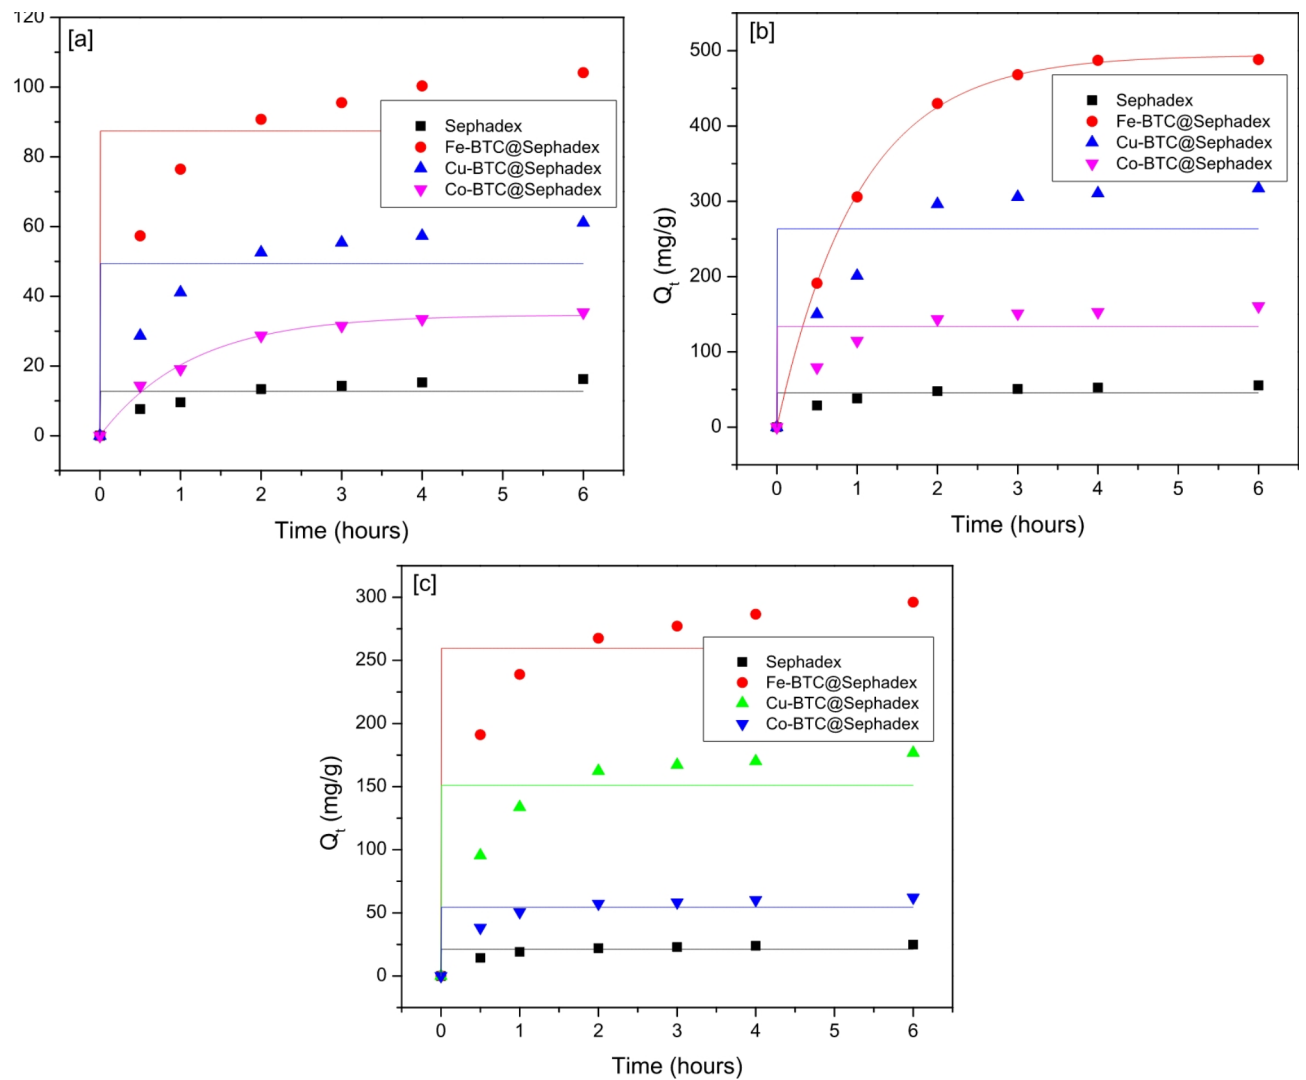 [a]
120
100
80
60
40
20
0
Sephadex
Fe-BTC@Sephadex
Cu-BTC@Sephadex
Co-BTC@Sephadex
0 1 2 3 4 5 6
Time (hours)
[b]
500
400
300
200
100
0
Qt (mg/g)
Sephadex
Fe-BTC@Sephadex
Cu-BTC@Sephadex
Co-BTC@Sephadex
0 1 2 3 4 5 6
Time (hours)
[c]
300
250
200
150
100
50
0
Qt (mg/g)
Sephadex
Fe-BTC@Sephadex
Cu-BTC@Sephadex
Co-BTC@Sephadex
0 1 2 3 4 5 6
Time (hours)